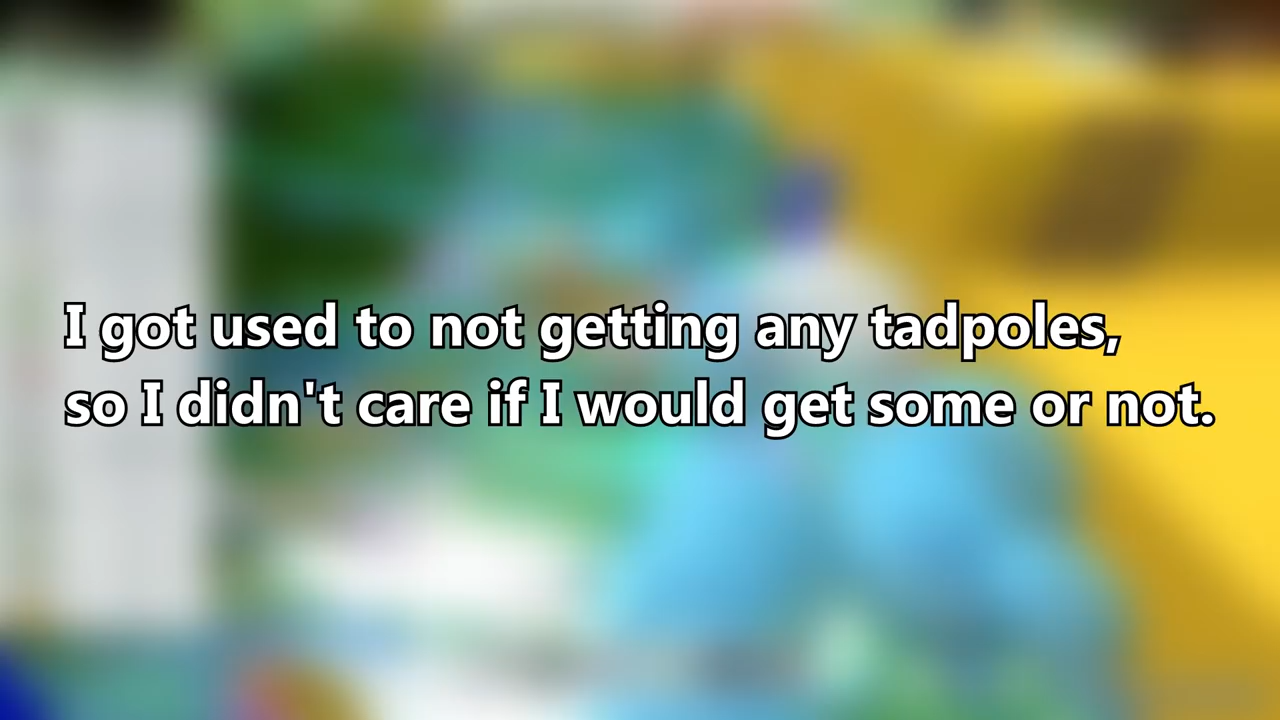 I got used to not getting any tadpoles,
so I didn't care if I would get some or not.